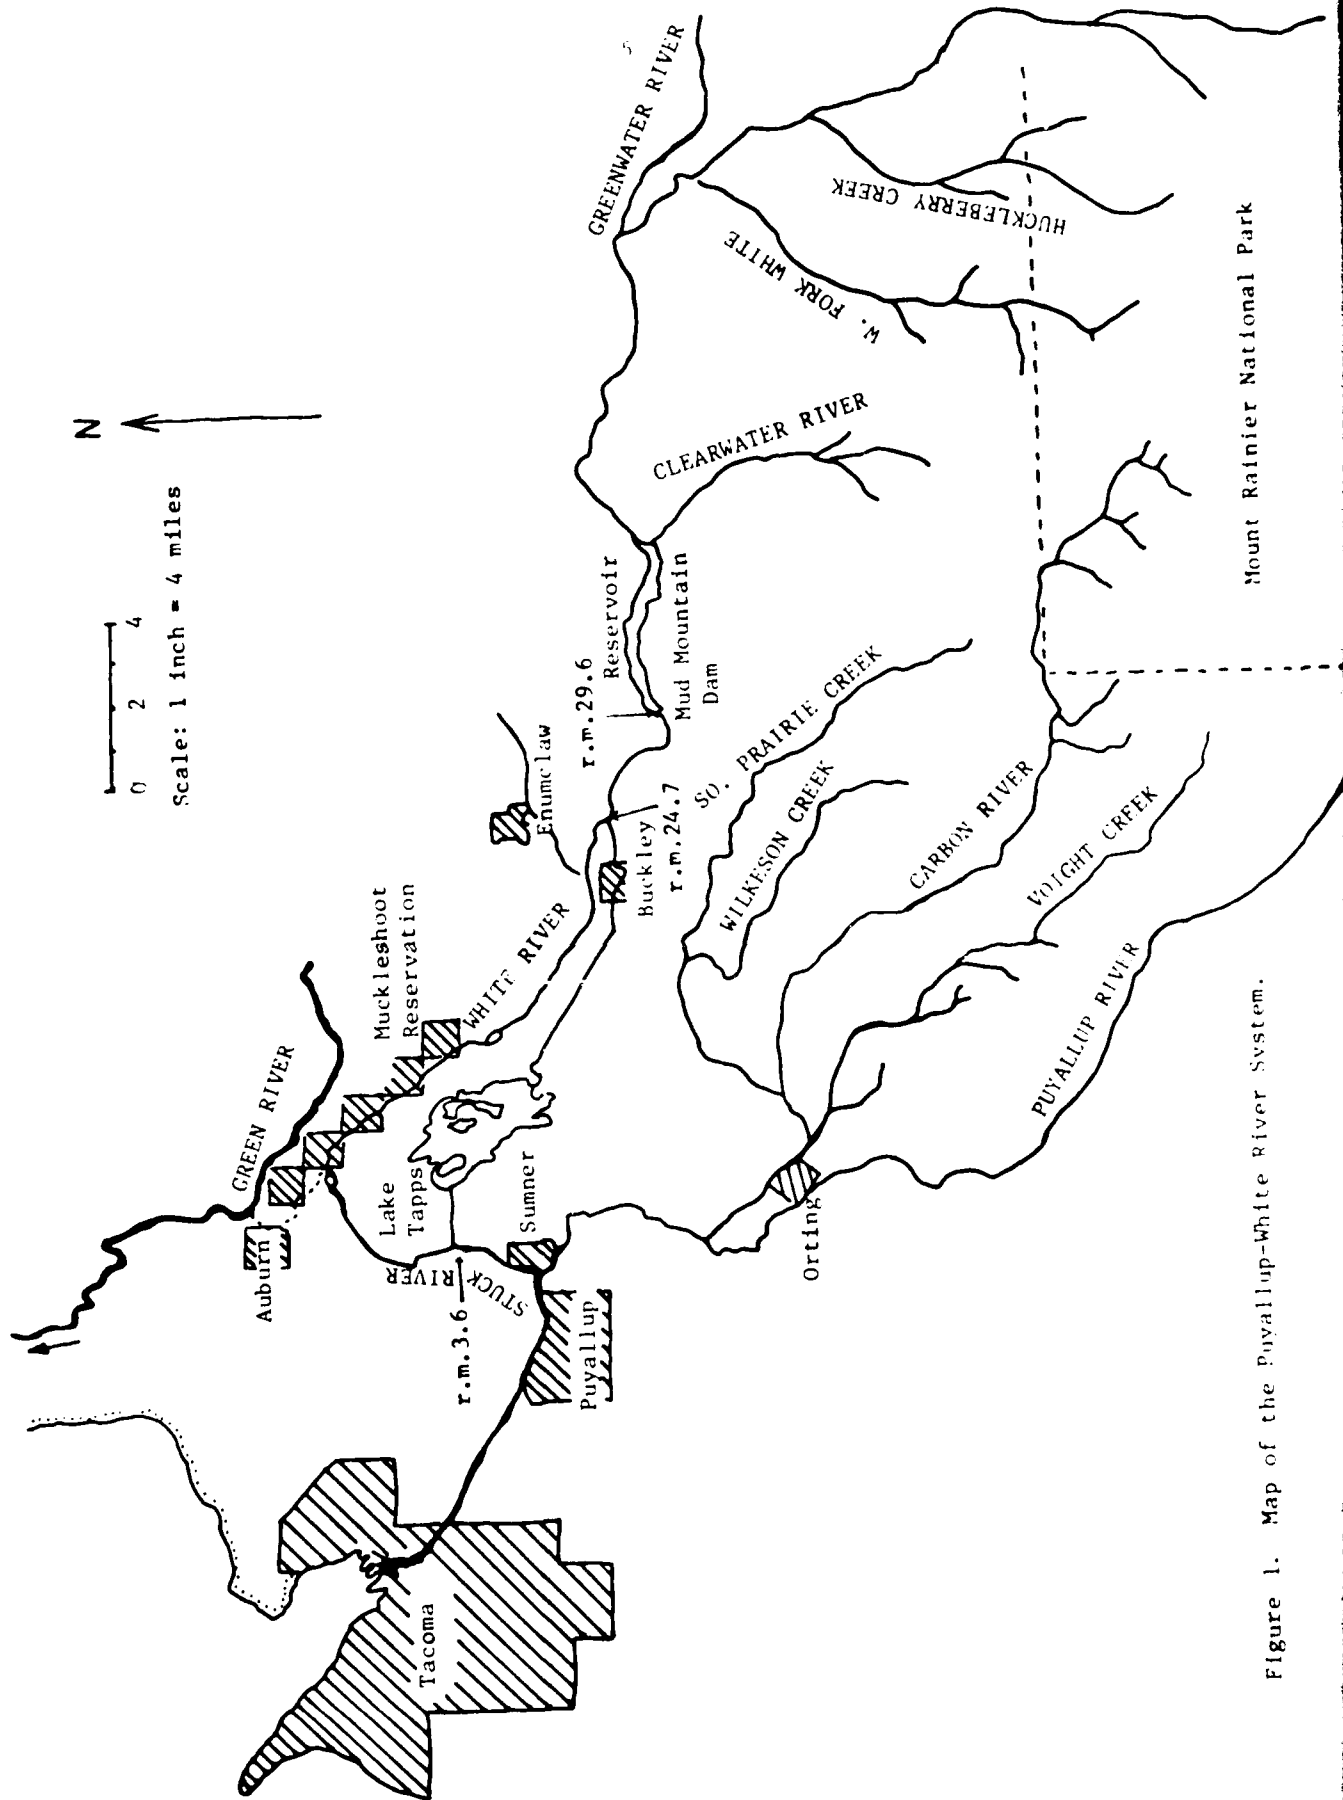 N
0 2 4
Scale: 1 inch = 4 miles
GREEN RIVER
Auburn
Muckleshoot
Reservation
WHITE RIVER
Enumclaw
r.m.29.6
Reservoir
Mud Mountain
Dam
GREENWATER RIVER
Tacoma
r.m.3.6
STUCK RIVER
Lake
Tapps
Sumner
Puyallup
Buckley
r.m.24.7
SO. PRAIRIE CREEK
WILKESON CREEK
CLEARWATER RIVER
W. FORK WHITE
HUCKLEBERRY CREEK
Orting
CARBON RIVER
VOIGHT CREEK
PUYALLUP RIVER
Mount Rainier National Park
Figure 1. Map of the Puyallup-White River System.